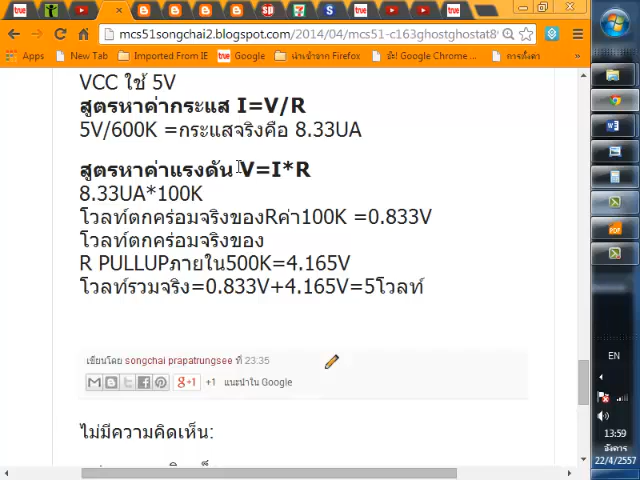 mcs51songchai2.blogspot.com/2014/04/mcs51-c163ghostghostat8
Apps
New Tab
Imported From IE
Google
นำเข้าจาก Firefox
อ๊ะ! Google Chrome
ดาวดึงส์
VCC ใช้ 5V
สูตรหาค่ากระแส I=V/R
5V/600K =กระแสจริงคือ 8.33UA
สูตรหาค่าแรงดัน V=I*R
8.33UA*100K
โวลท์ตกคร่อมจริงของRค่า100K =0.833V
โวลท์ตกคร่อมจริงของ
R PULLUPภายใน500K=4.165V
โวลท์รวมจริง=0.833V+4.165V=5โวลท์
เขียนโดย songchai prapatrungsee ที่ 23:35
g+1 +1 แนะนำใน Google
ไม่มีความคิดเห็น:
EN
13:59
อังคาร
22/4/2557